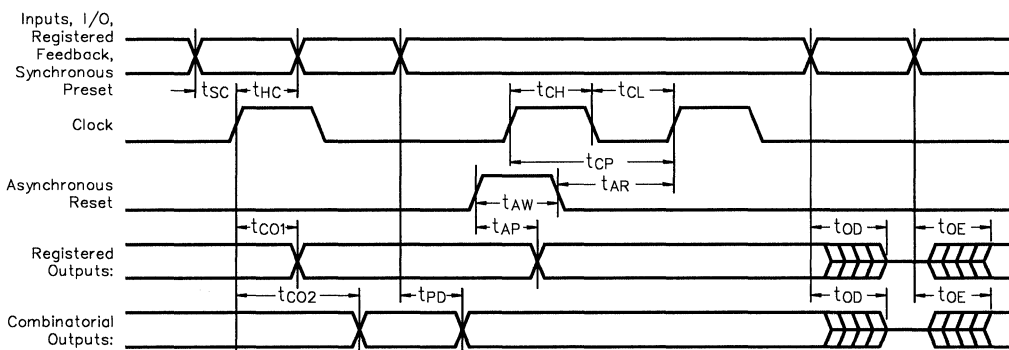 Inputs, I/O,
Registered
Feedback,
Synchronous
Preset
tSC tHC tCH tCL
Clock
tCP
tAR
Asynchronous
Reset
tAW
tAP
tCO1 tOD tOE
Registered
Outputs:
tCO2 tPD tOD tOE
Combinatorial
Outputs: